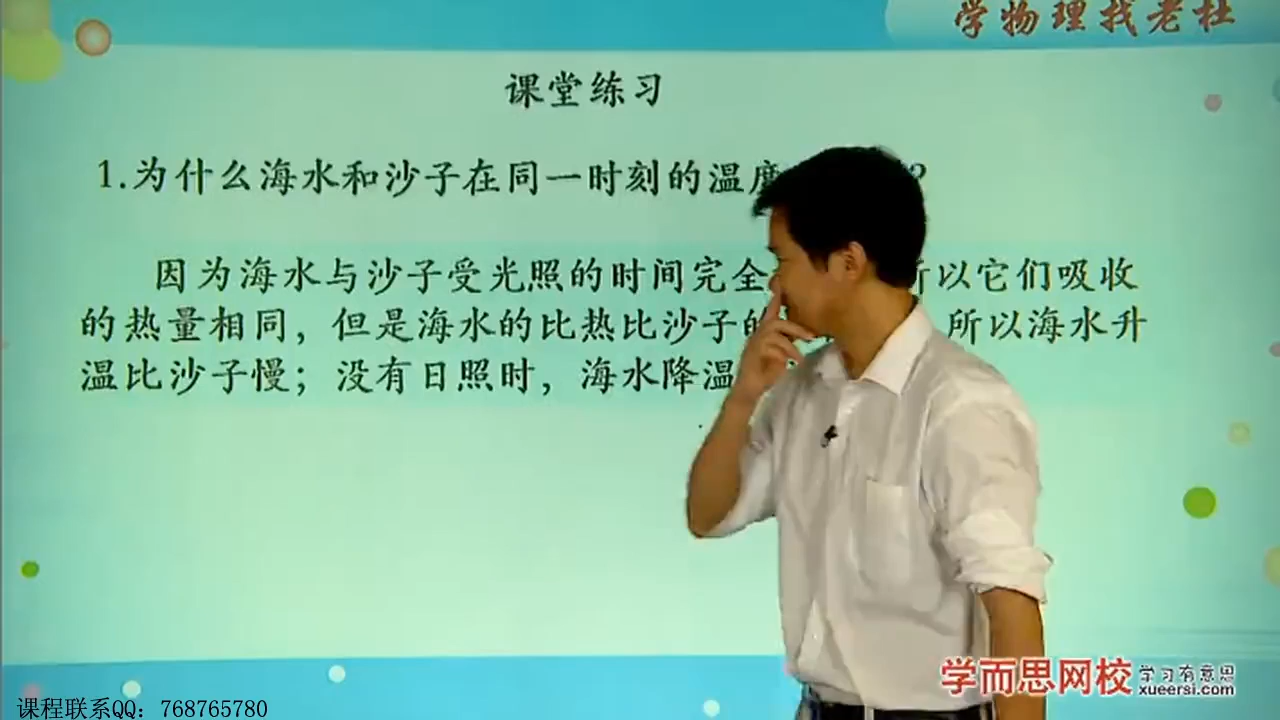 学物理找老杜
课堂练习
1.为什么海水和沙子在同一时刻的温度 ?
因为海水与沙子受光照的时间完全 所以它们吸收
的热量相同，但是海水的比热比沙子的 ，所以海水升
温比沙子慢；没有日照时，海水降温
学而思网校
学习有意思
xueersi.com
课程联系QQ：768765780